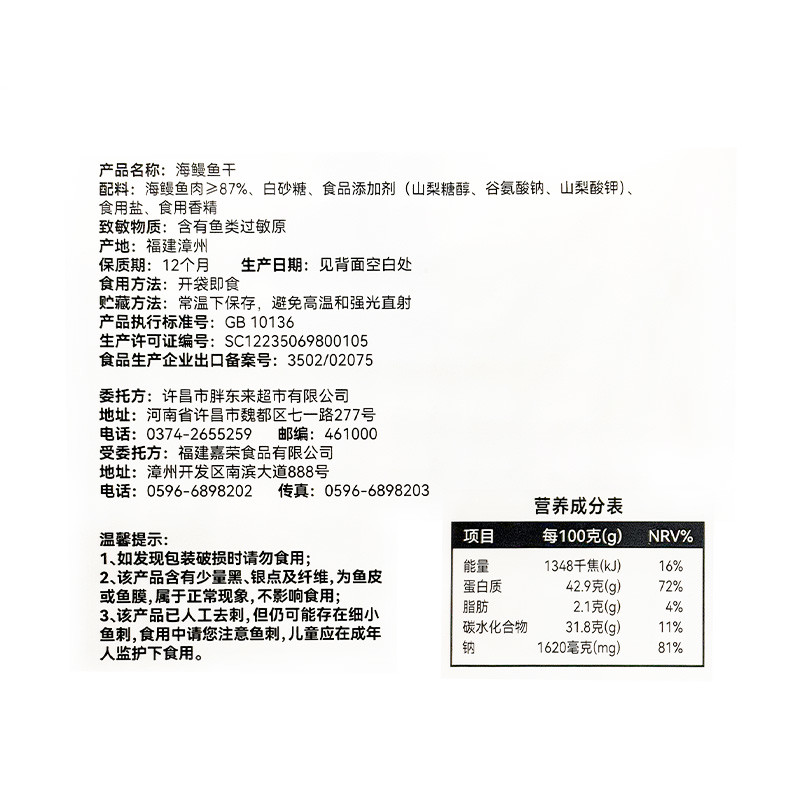 产品名称：海鳗鱼干
配料：海鳗鱼肉≥87%、白砂糖、食品添加剂（山梨糖醇、谷氨酸钠、山梨酸钾）、
食用盐、食用香精
致敏物质：含有鱼类过敏原
产地：福建漳州
保质期：12个月 生产日期：见背面空白处
食用方法：开袋即食
贮藏方法：常温下保存，避免高温和强光直射
产品执行标准号：GB 10136
生产许可证编号：SC12235069800105
食品生产企业出口备案号：3502/02075
委托方：许昌市胖东来超市有限公司
地址：河南省许昌市魏都区七一路277号
电话：0374-2655259 邮编：461000
受委托方：福建嘉荣食品有限公司
地址：漳州开发区南滨大道888号
电话：0596-6898202 传真：0596-6898203
温馨提示：
1、如发现包装破损时请勿食用；
2、该产品含有少量黑、银点及纤维，为鱼皮
或鱼膜，属于正常现象，不影响食用；
3、该产品已人工去刺，但仍可能存在细小
鱼刺，食用中请您注意鱼刺，儿童应在成年
人监护下食用。
营养成分表
项目 每100克(g) NRV%
能量 1348千焦(kJ) 16%
蛋白质 42.9克(g) 72%
脂肪 2.1克(g) 4%
碳水化合物 31.8克(g) 11%
钠 1620毫克(mg) 81%